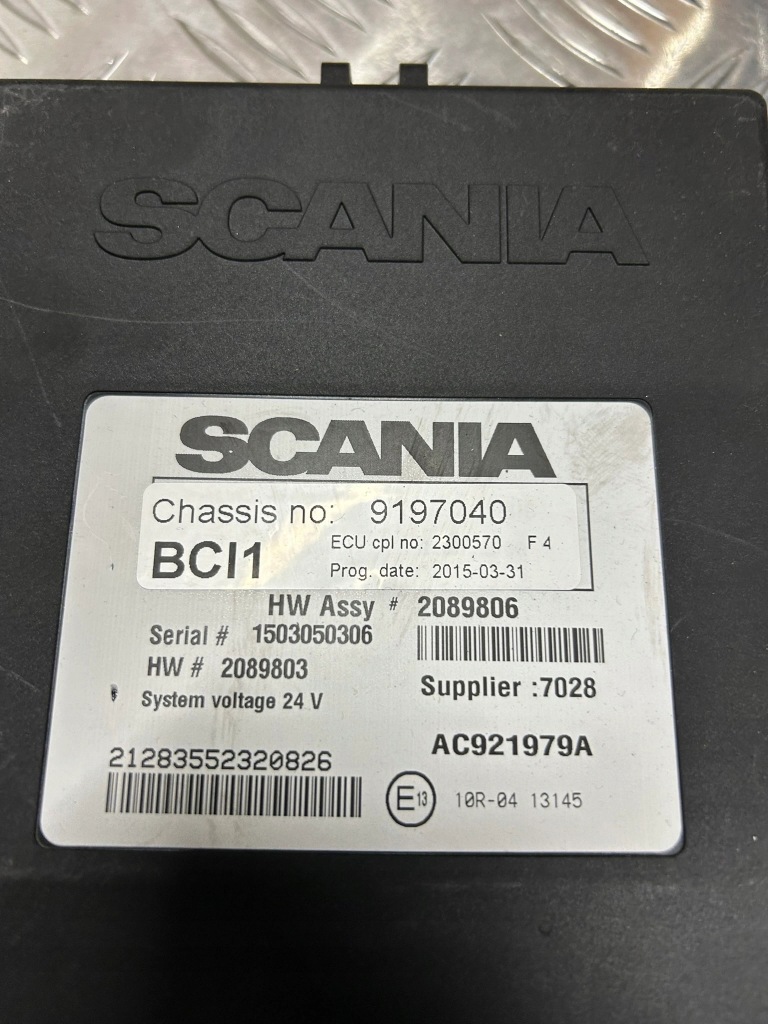 SCANIA
SCANIA
Chassis no: 9197040
BCI1 ECU cpl no: 2300570 F 4
Prog. date: 2015-03-31
HW Assy # 2089806
Serial # 1503050306
HW # 2089803
Supplier :7028
System voltage 24 V
AC921979A
21283552320826
E13 10R-04 13145